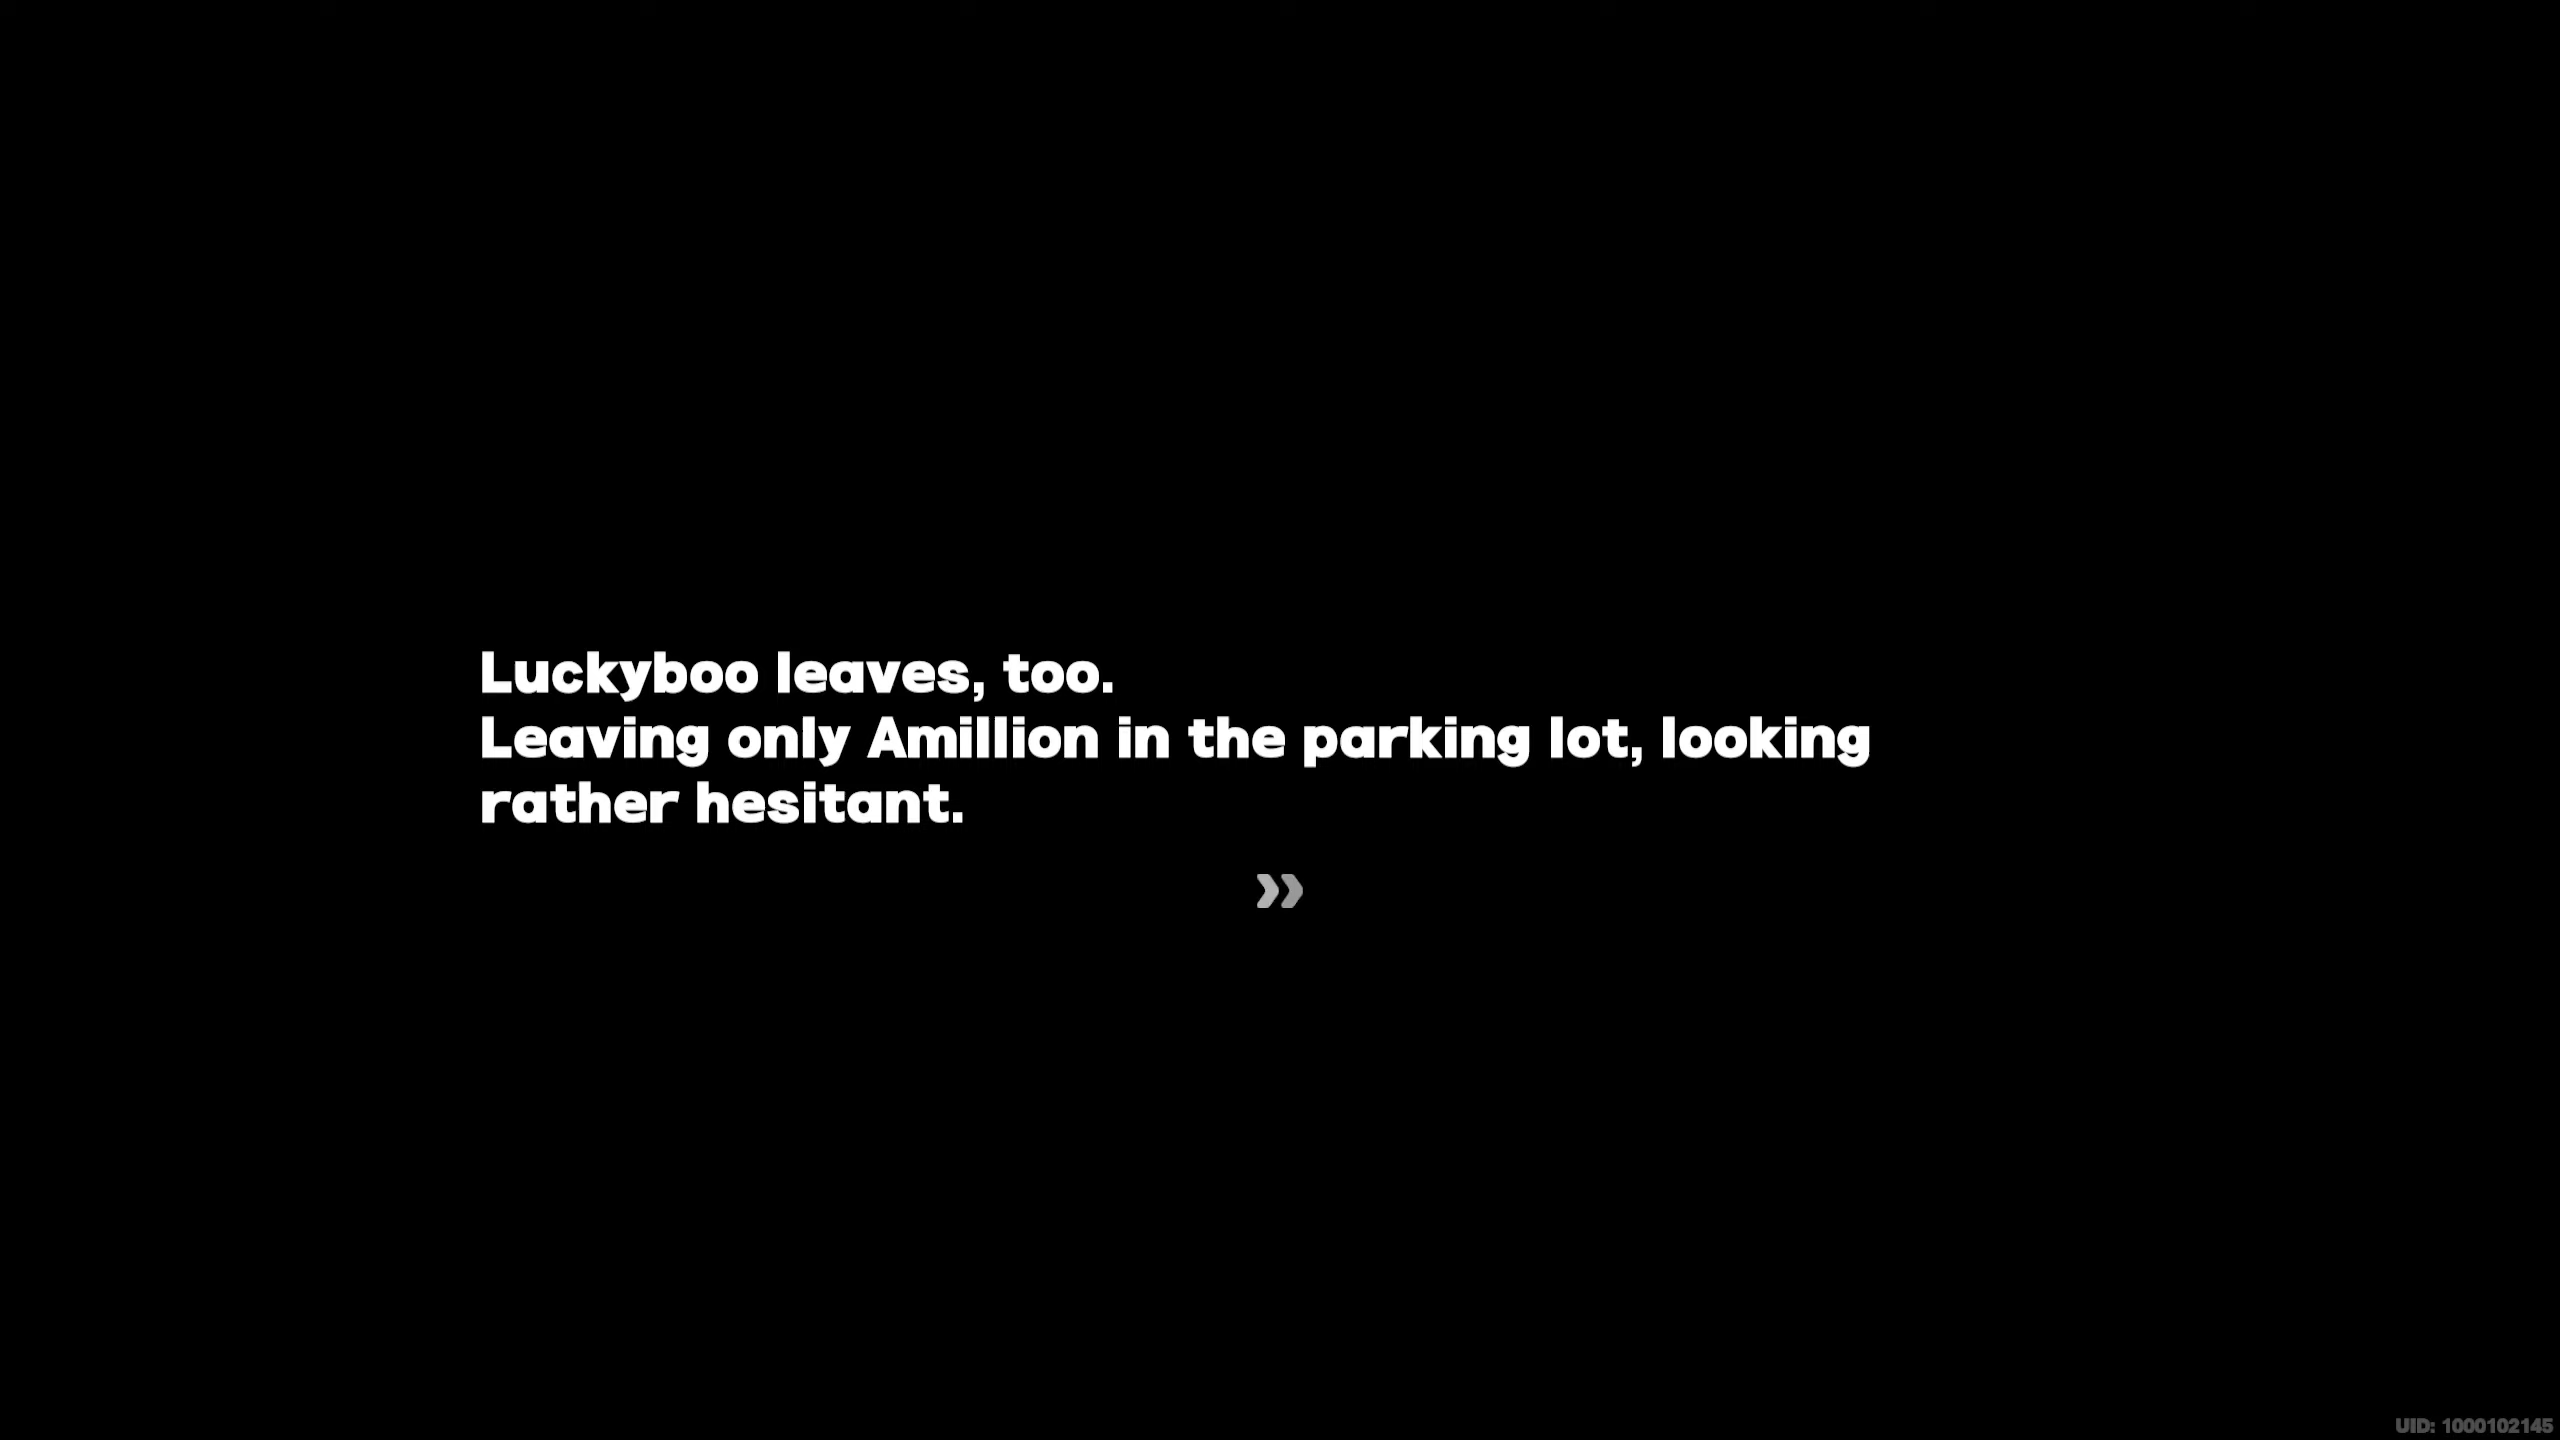 Luckyboo leaves, too.
Leaving only Amillion in the parking lot, looking
rather hesitant.
UID: 1000102145